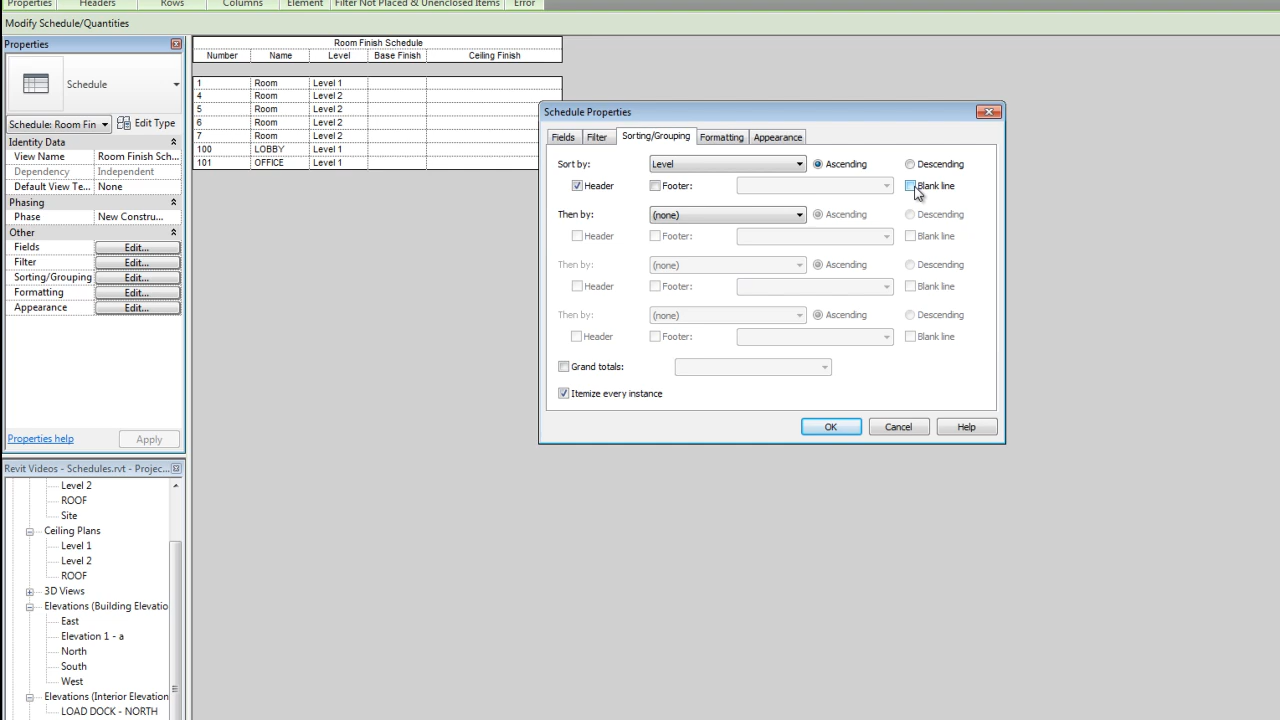 Properties Headers Rows Columns Element Filter Not Placed & Unenclosed Items Error
Modify Schedule/Quantities
Properties
Schedule
Schedule: Room Fin Edit Type
Identity Data
View Name Room Finish Sch...
Dependency Independent
Default View Te... None
Phasing
Phase New Constru...
Other
Fields Edit...
Filter Edit...
Sorting/Grouping Edit...
Formatting Edit...
Appearance Edit...
Properties help Apply
Revit Videos - Schedules.rvt - Projec...
Level 2
ROOF
Site
Ceiling Plans
Level 1
Level 2
ROOF
3D Views
Elevations (Building Elevatio
East
Elevation 1 - a
North
South
West
Elevations (Interior Elevation
LOAD DOCK - NORTH
Room Finish Schedule
Number Name Level Base Finish Ceiling Finish
1 Room Level 1
4 Room Level 2
5 Room Level 2
6 Room Level 2
7 Room Level 2
100 LOBBY Level 1
101 OFFICE Level 1
Schedule Properties
Fields Filter Sorting/Grouping Formatting Appearance
Sort by: Level Ascending Descending
Header Footer: Blank line
Then by: (none) Ascending Descending
Header Footer: Blank line
Then by: (none) Ascending Descending
Header Footer: Blank line
Then by: (none) Ascending Descending
Header Footer: Blank line
Grand totals:
Itemize every instance
OK Cancel Help